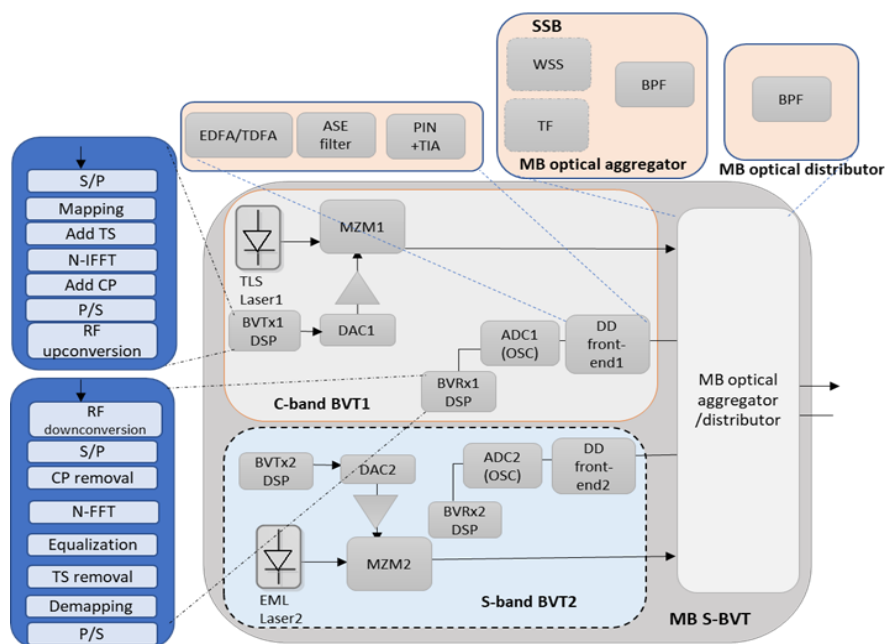 SSB
WSS
BPF
TF
MB optical aggregator
BPF
MB optical distributor
EDFA/TDFA
ASE
filter
PIN
+TIA
S/P
Mapping
Add TS
N-IFFT
Add CP
P/S
RF
upconversion
RF
downconversion
S/P
CP removal
N-FFT
Equalization
TS removal
Demapping
P/S
MZM1
TLS
Laser1
BVTx1
DSP
DAC1
ADC1
(OSC)
DD
front-
end1
BVRx1
DSP
C-band BVT1
BVTx2
DSP
DAC2
ADC2
(OSC)
DD
front-
end2
BVRx2
DSP
MZM2
EML
Laser2
S-band BVT2
MB optical
aggregator
/distributor
MB S-BVT